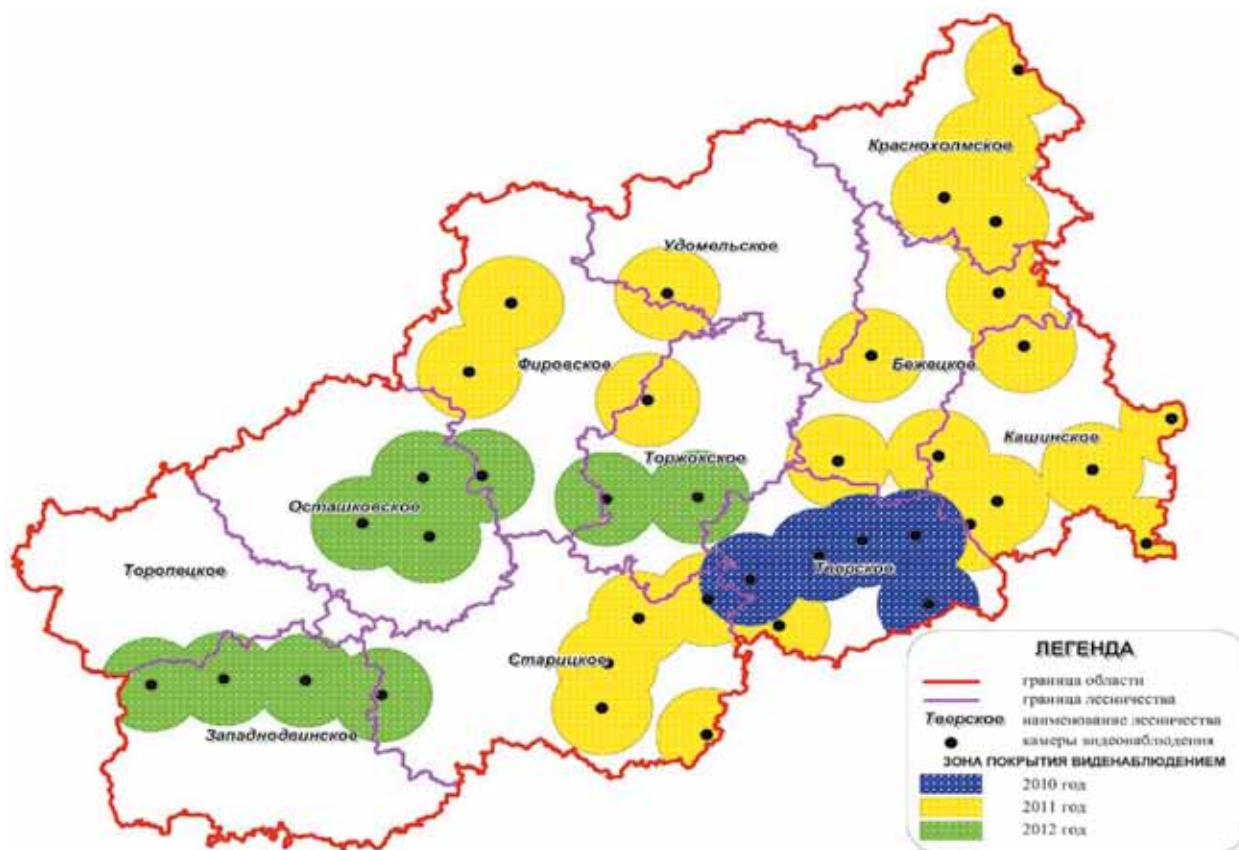 Краснохолмское
Удомельское
Фировское
Бежецкое
Кашинское
Торжокское
Осташковское
Торопецкое
Тверское
Старицкое
Западнодвинское
ЛЕГЕНДА
граница области
граница лесничества
Тверское наименование лесничества
камеры видеонаблюдения
ЗОНА ПОКРЫТИЯ ВИДЕНАБЛЮДЕНИЕМ
2010 год
2011 год
2012 год